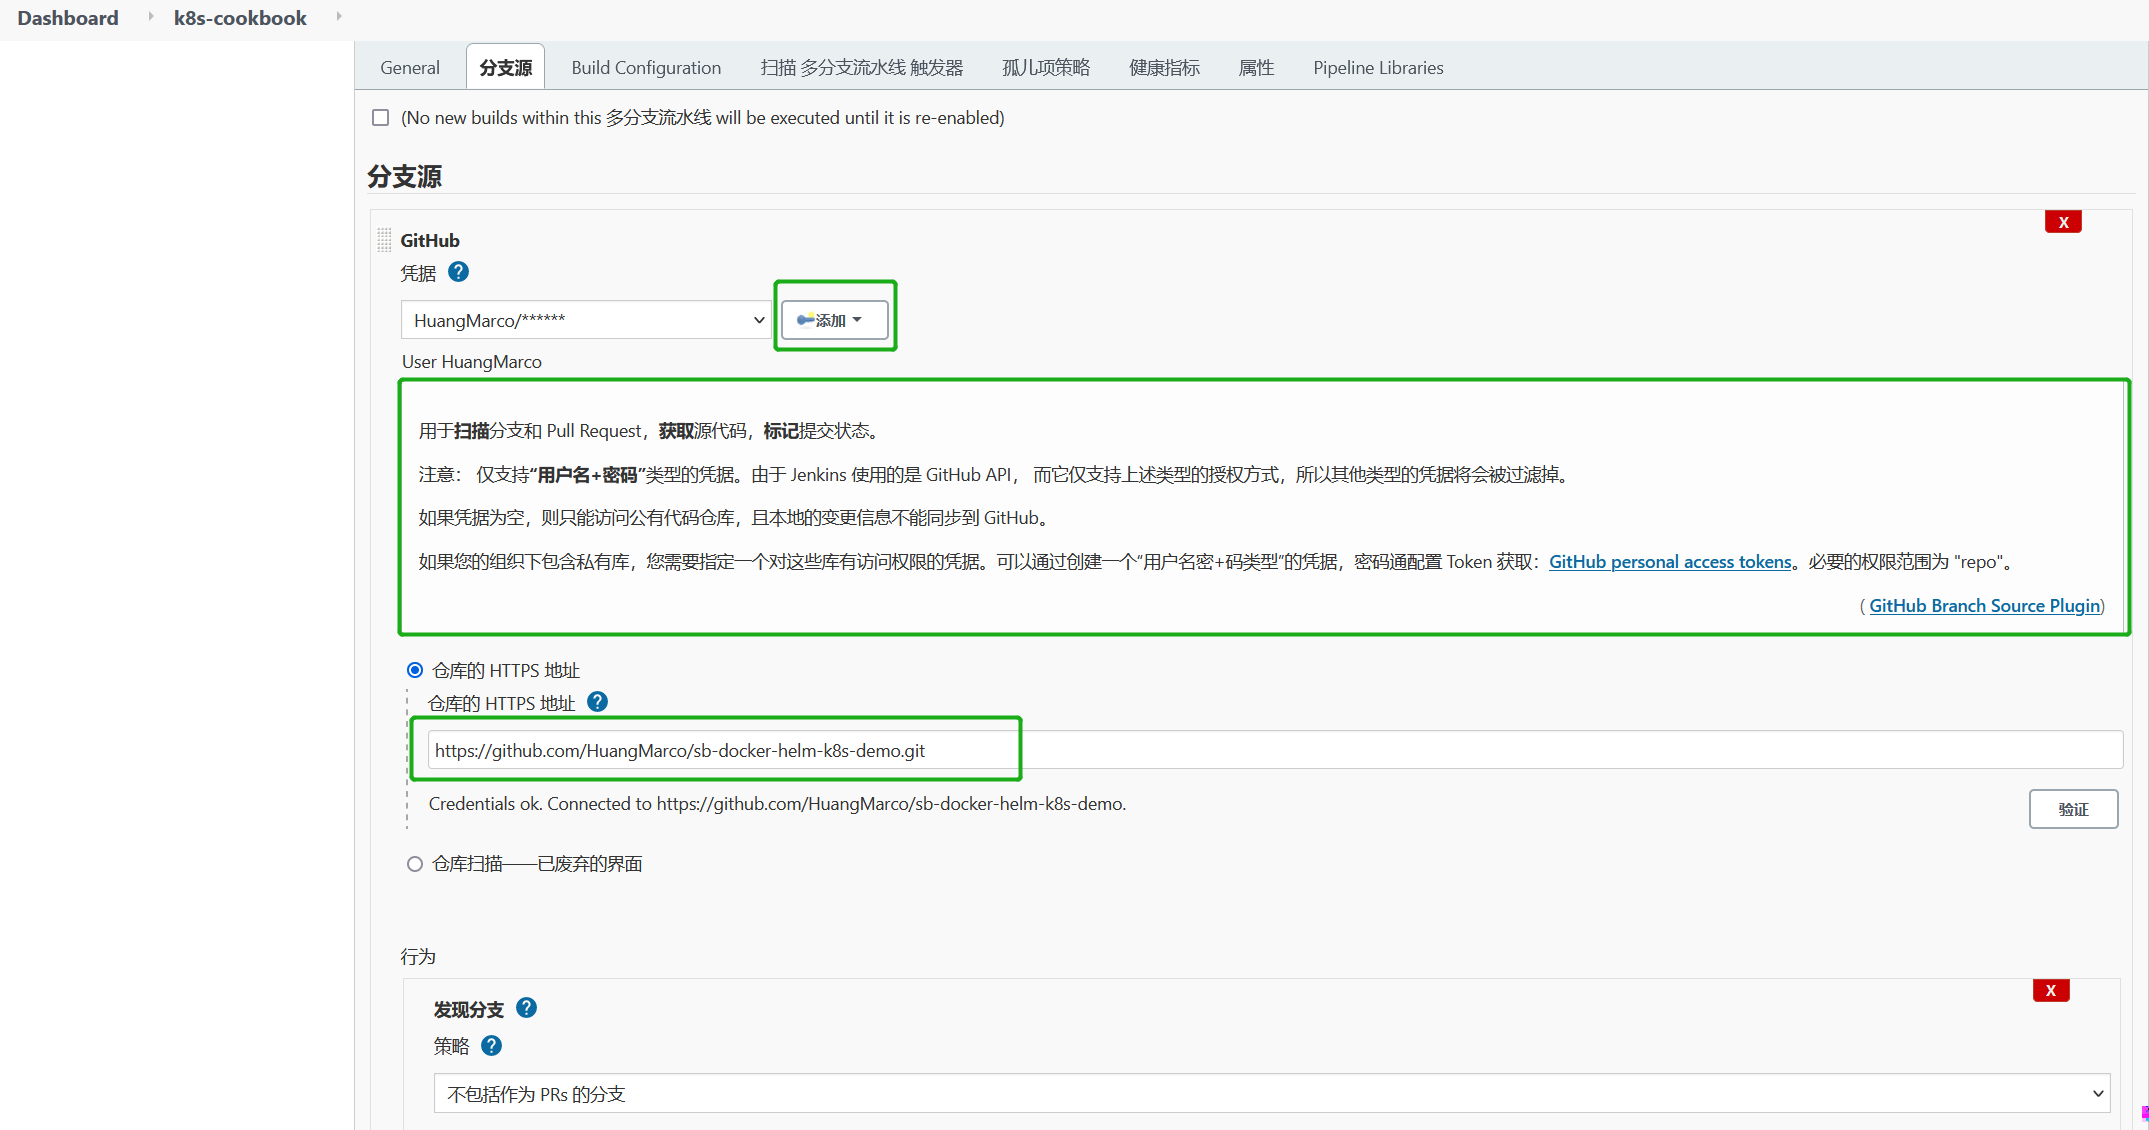 Dashboard k8s-cookbook
General 分支源 Build Configuration 扫描 多分支流水线 触发器 孤儿项策略 健康指标 属性 Pipeline Libraries
(No new builds within this 多分支流水线 will be executed until it is re-enabled)
分支源
X
GitHub
凭据 ?
HuangMarco/****** 添加
User HuangMarco
用于扫描分支和 Pull Request，获取源代码，标记提交状态。
注意： 仅支持“用户名+密码”类型的凭据。由于 Jenkins 使用的是 GitHub API， 而它仅支持上述类型的授权方式，所以其他类型的凭据将会被过滤掉。
如果凭据为空，则只能访问公有代码仓库，且本地的变更信息不能同步到 GitHub。
如果您的组织下包含私有库，您需要指定一个对这些库有访问权限的凭据。可以通过创建一个“用户名密+码类型”的凭据，密码通配置 Token 获取：GitHub personal access tokens。必要的权限范围为 "repo"。
( GitHub Branch Source Plugin)
仓库的 HTTPS 地址
仓库的 HTTPS 地址 ?
https://github.com/HuangMarco/sb-docker-helm-k8s-demo.git
Credentials ok. Connected to https://github.com/HuangMarco/sb-docker-helm-k8s-demo.
验证
仓库扫描——已废弃的界面
行为
X
发现分支 ?
策略 ?
不包括作为 PRs 的分支